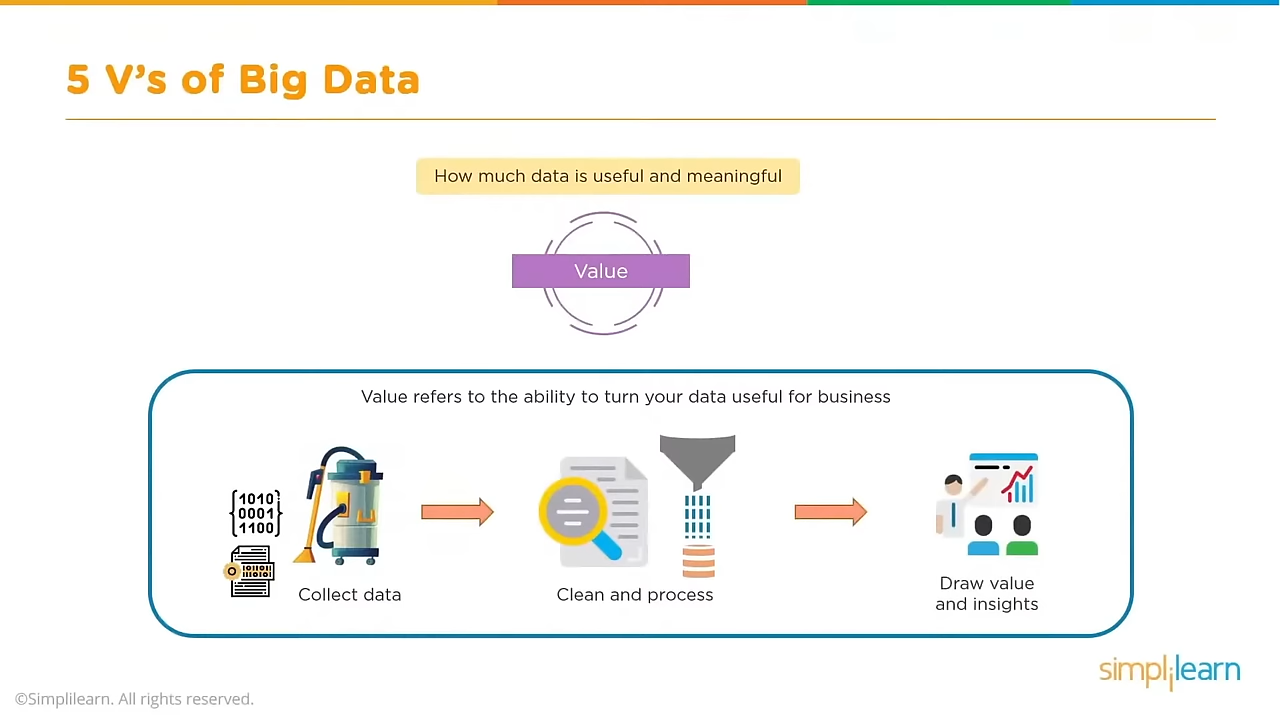 5 V's of Big Data
How much data is useful and meaningful
Value
Value refers to the ability to turn your data useful for business
1010
0001
1100
101011
110101
Collect data
Clean and process
Draw value
and insights
simplilearn
©Simplilearn. All rights reserved.